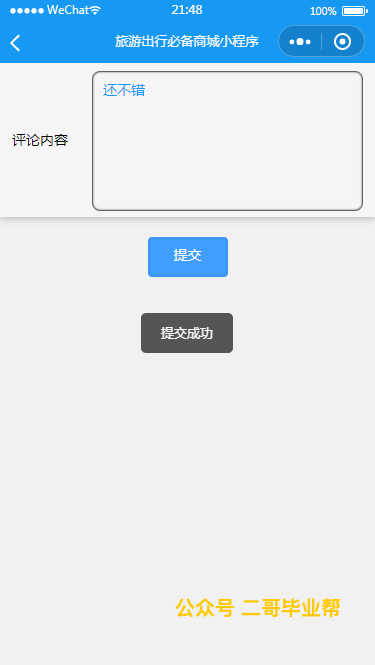 WeChat 21:48 100%
旅游出行必备商城小程序
还不错
评论内容
提交
提交成功
公众号 二哥毕业帮